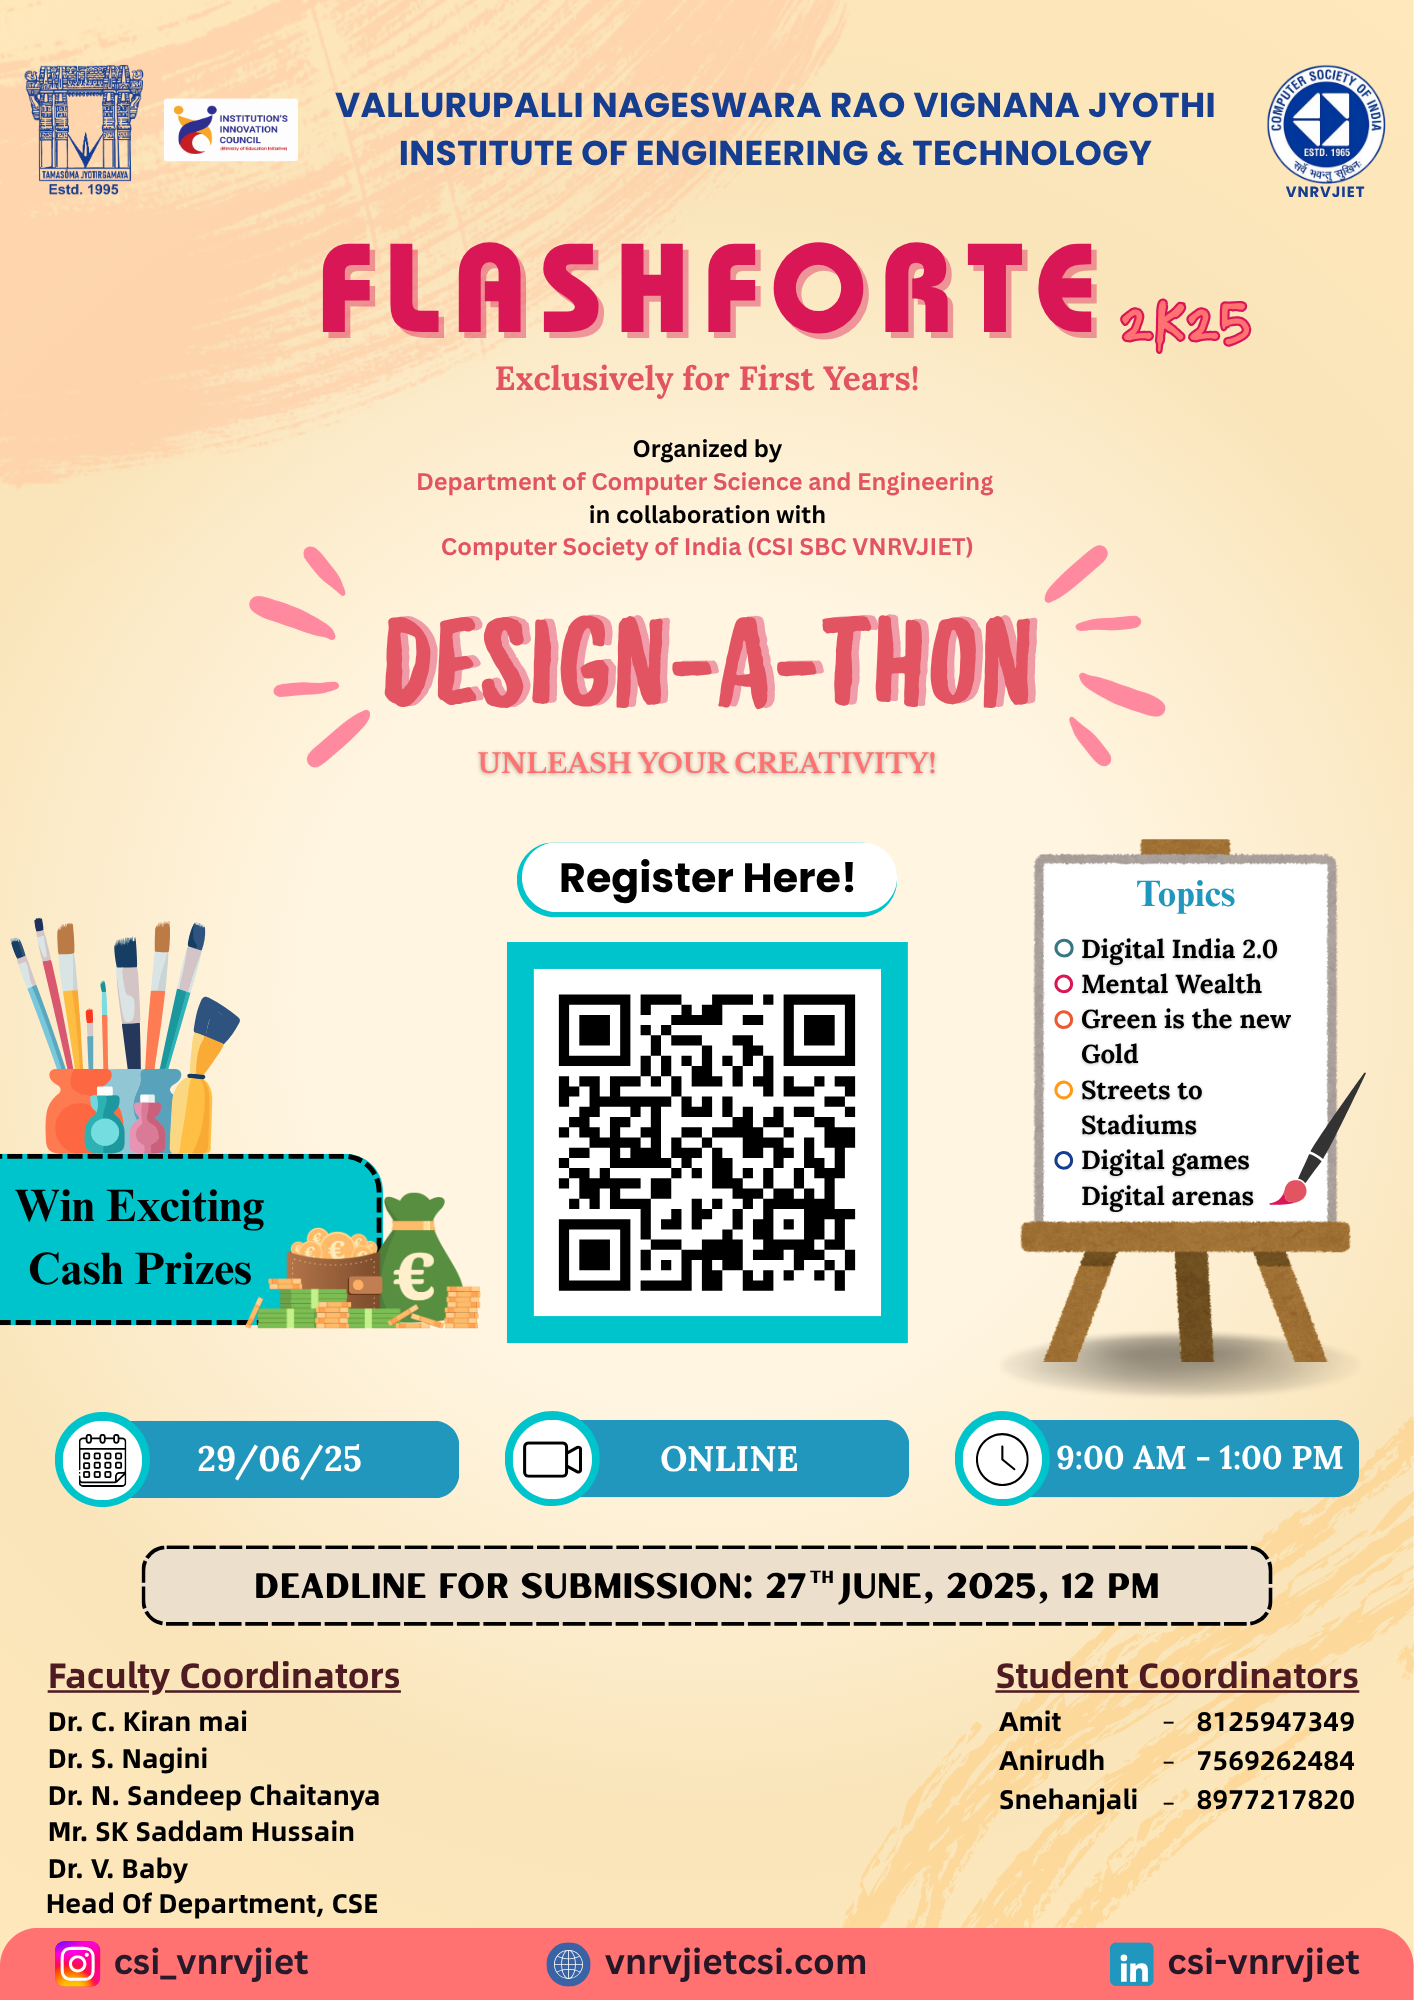 TAMASOMA JYOTIRGAMAYA
Estd. 1995
INSTITUTION'S
INNOVATION
COUNCIL
(Ministry of Education Initiative)
VALLURUPALLI NAGESWARA RAO VIGNANA JYOTHI
INSTITUTE OF ENGINEERING & TECHNOLOGY
COMPUTER SOCIETY OF INDIA
ESTD. 1965
सर्वे भवन्तु सुखिनः
VNRVJIET
FLASHFORTE
2K25
Exclusively for First Years!
Organized by
Department of Computer Science and Engineering
in collaboration with
Computer Society of India (CSI SBC VNRVJIET)
DESIGN-A-THON
UNLEASH YOUR CREATIVITY!
Register Here!
Topics
Digital India 2.0
Mental Wealth
Green is the new
Gold
Streets to
Stadiums
Digital games
Digital arenas
Win Exciting
Cash Prizes
29/06/25
ONLINE
9:00 AM - 1:00 PM
DEADLINE FOR SUBMISSION: 27TH JUNE, 2025, 12 PM
Faculty Coordinators
Dr. C. Kiran mai
Dr. S. Nagini
Dr. N. Sandeep Chaitanya
Mr. SK Saddam Hussain
Dr. V. Baby
Head Of Department, CSE
Student Coordinators
Amit - 8125947349
Anirudh - 7569262484
Snehanjali - 8977217820
csi_vnrvjiet
vnrvjietcsi.com
csi-vnrvjiet